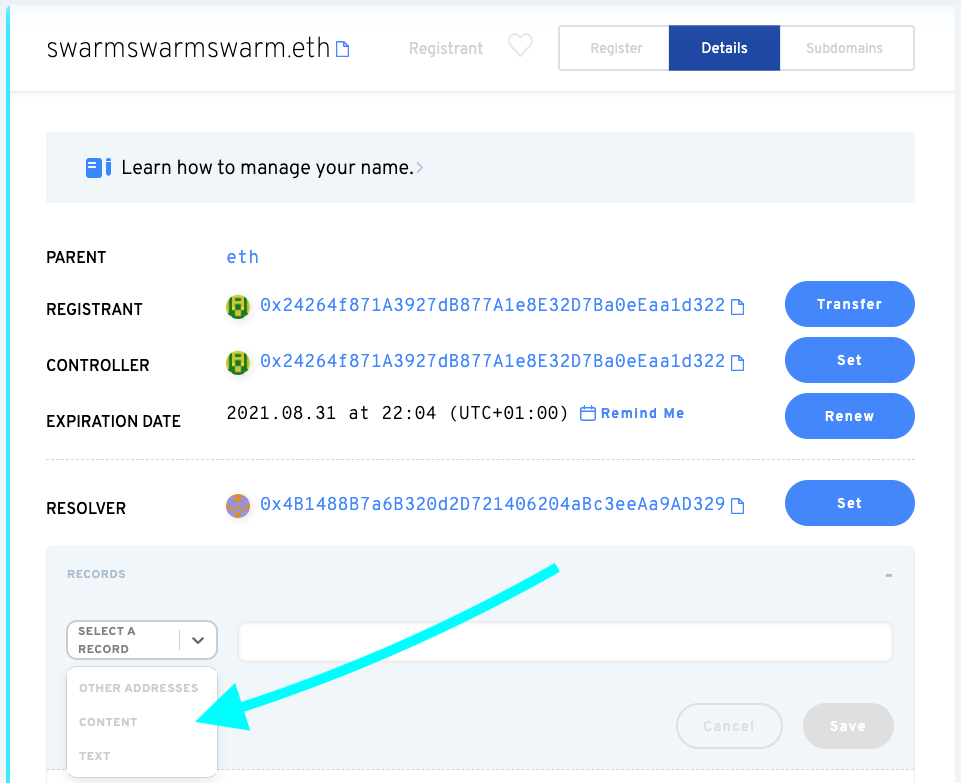 swarmswarmswarm.eth
Registrant
Register
Details
Subdomains
Learn how to manage your name.
PARENT
eth
REGISTRANT
0x24264f871A3927dB877A1e8E32D7Ba0eEaa1d322
Transfer
CONTROLLER
0x24264f871A3927dB877A1e8E32D7Ba0eEaa1d322
Set
EXPIRATION DATE
2021.08.31 at 22:04 (UTC+01:00)
Remind Me
Renew
RESOLVER
0x4B1488B7a6B320d2D721406204aBc3eeAa9AD329
Set
RECORDS
-
SELECT A
RECORD
OTHER ADDRESSES
CONTENT
TEXT
Cancel
Save